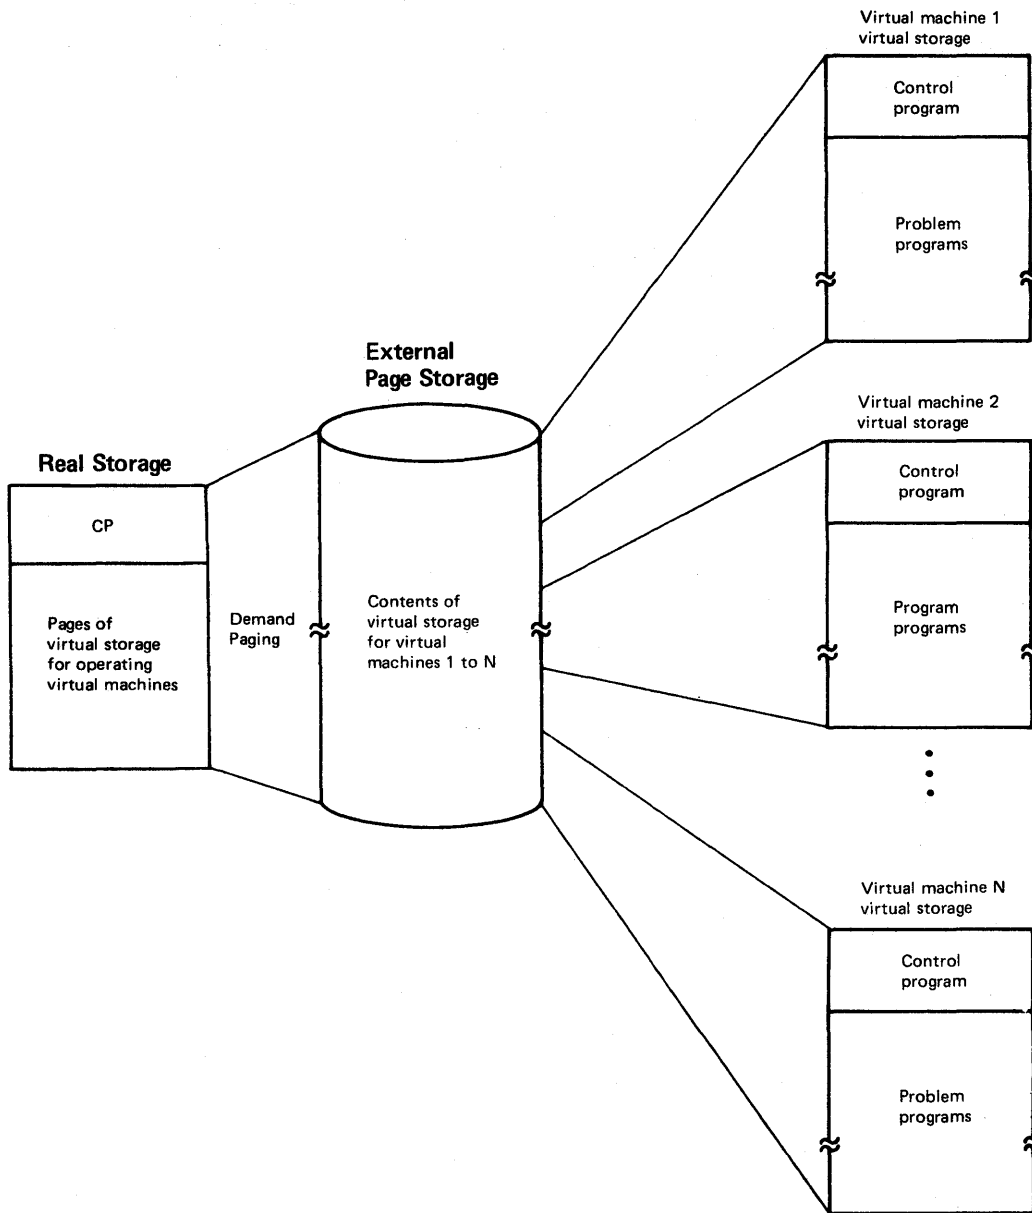 Virtual machine 1
virtual storage
Control
program
Problem
programs
External
Page Storage
Virtual machine 2
virtual storage
Real Storage
Control
program
CP
Pages of
virtual storage
for operating
virtual machines
Demand
Paging
Contents of
virtual storage
for virtual
machines 1 to N
Program
programs
Virtual machine N
virtual storage
Control
program
Problem
programs